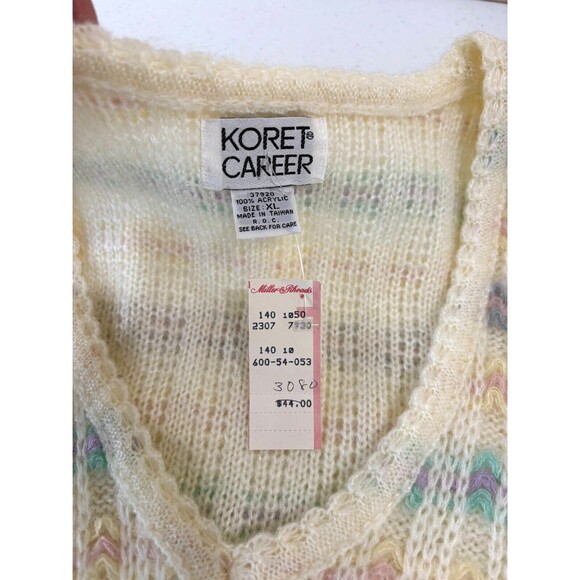 KORET®
CAREER
37920
100% ACRYLIC
SIZE: XL
MADE IN TAIWAN
R.O.C.
SEE BACK FOR CARE
Miller & Rhoads
140 1050
2307 7920
140 10
600-54-053
3080
$44.00